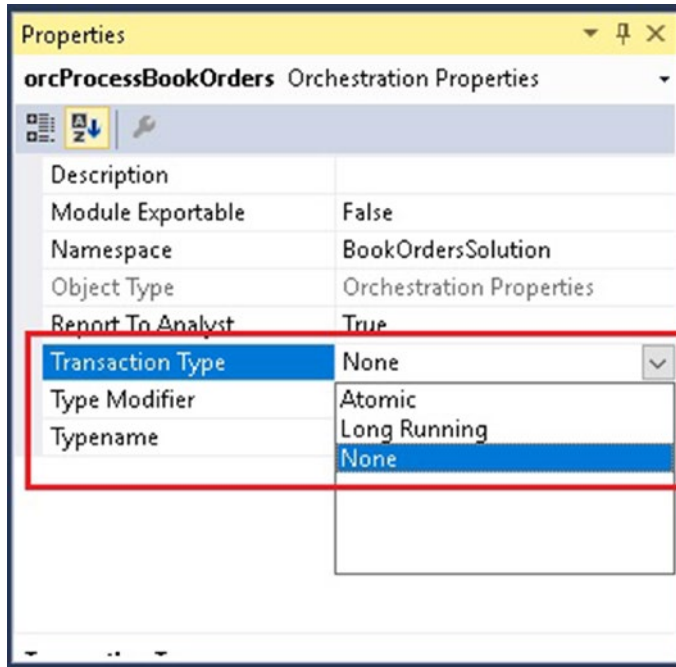 Properties
orcProcessBookOrders Orchestration Properties
Description
Module Exportable False
Namespace BookOrdersSolution
Object Type Orchestration Properties
Report To Analyst True
Transaction Type None
Type Modifier Atomic
Typename Long Running
None